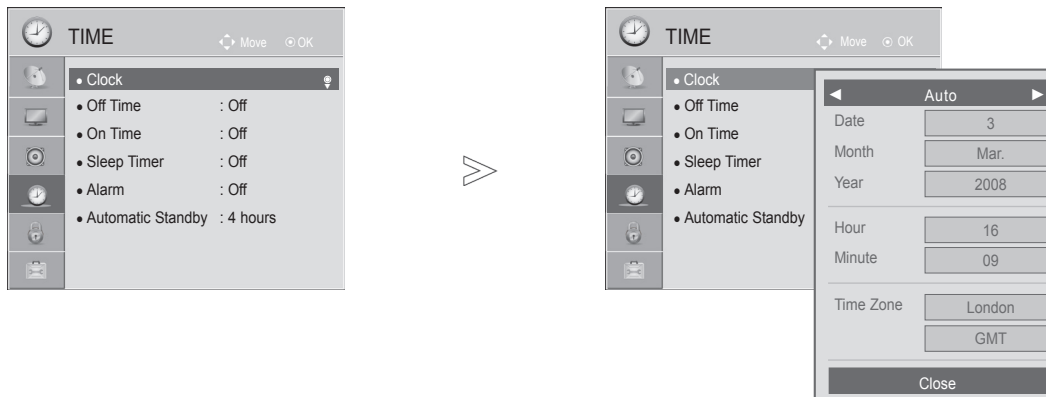 TIME
Move OK
• Clock
• Off Time : Off
• On Time : Off
• Sleep Timer : Off
• Alarm : Off
• Automatic Standby : 4 hours
TIME
Move OK
• Clock
• Off Time
• On Time
• Sleep Timer
• Alarm
• Automatic Standby
◄ Auto ►
Date 3
Month Mar.
Year 2008
Hour 16
Minute 09
Time Zone London
GMT
Close